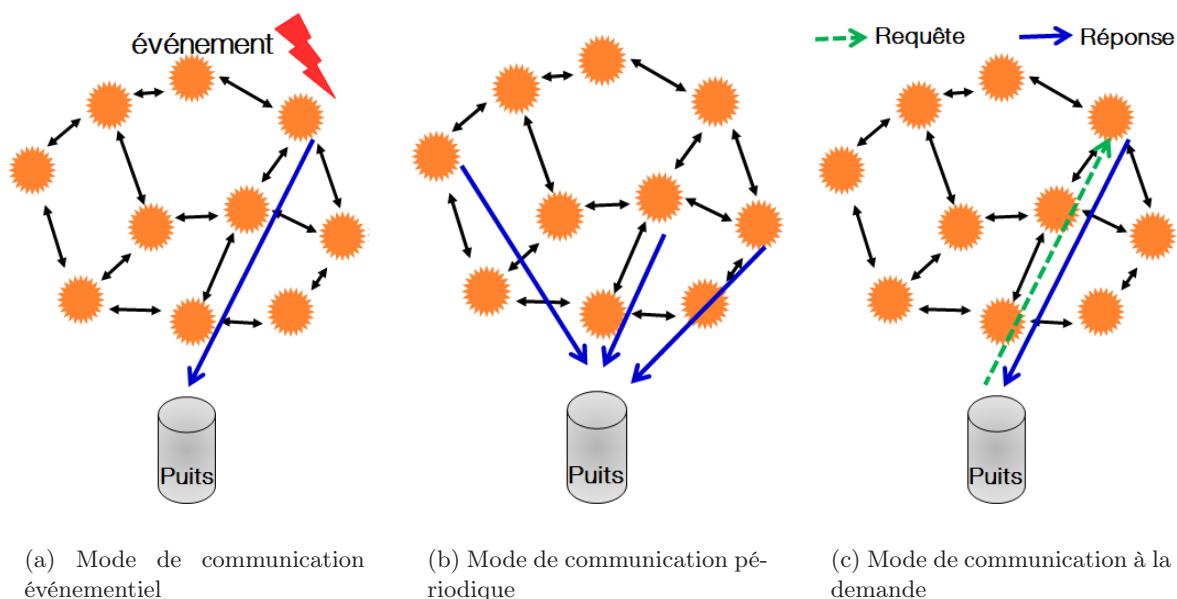 événement
Requête
Réponse
Puits
Puits
Puits
(a) Mode de communication
événementiel
(b) Mode de communication pé-
riodique
(c) Mode de communication à la
demande